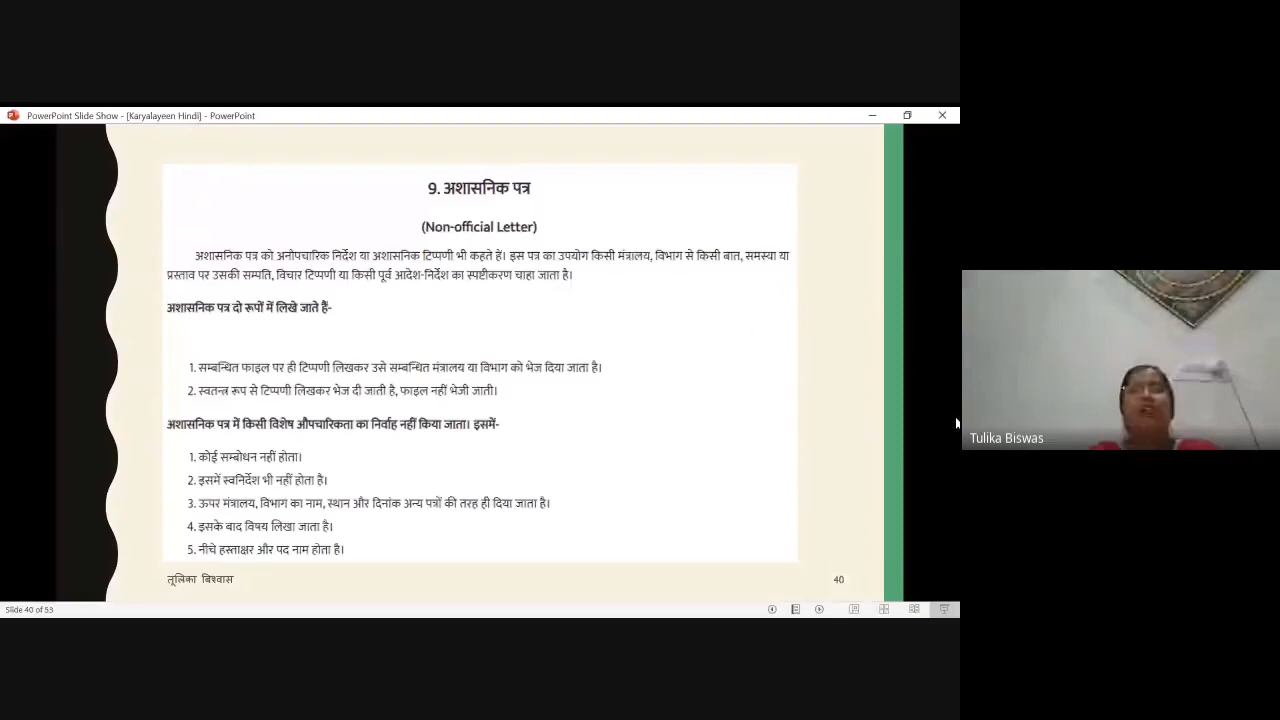 PowerPoint Slide Show - [Karyalayeen Hindi] - PowerPoint
9. अशासनिक पत्र
(Non-official Letter)
अशासनिक पत्र को अनोपचारिक निर्देश या अशासनिक टिप्पणी भी कहते हें। इस पत्र का उपयोग किसी मंत्रालय, विभाग से किसी बात, समस्या या
प्रस्ताव पर उसकी सम्पति, विचार टिप्पणी या किसी पूर्व आदेश-निर्देश का स्पष्टीकरण चाहा जाता है।
अशासनिक पत्र दो रूपों में लिखे जाते हैं-
1. सम्बन्धित फाइल पर ही टिप्पणी लिखकर उसे सम्बन्धित मंत्रालय या विभाग को भेज दिया जाता है।
2. स्वतन्त्र रूप से टिप्पणी लिखकर भेज दी जाती है, फाइल नहीं भेजी जाती।
अशासनिक पत्र में किसी विशेष औपचारिकता का निर्वाह नहीं किया जाता। इसमें-
1. कोई सम्बोधन नहीं होता।
2. इसमें स्वनिर्देश भी नहीं होता है।
3. ऊपर मंत्रालय, विभाग का नाम, स्थान और दिनांक अन्य पत्रों की तरह ही दिया जाता है।
4. इसके बाद विषय लिखा जाता है।
5. नीचे हस्ताक्षर और पद नाम होता है।
तूलिका बिश्वास
40
Slide 40 of 53
Tulika Biswas